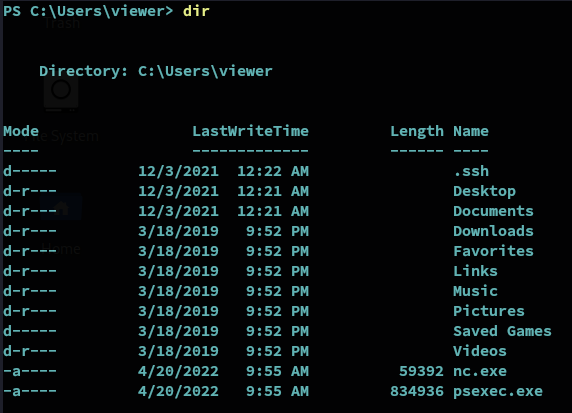 PS C:\Users\viewer> dir
Directory: C:\Users\viewer
Mode                 LastWriteTime         Length Name
----                 -------------         ------ ----
d-----         12/3/2021  12:22 AM                .ssh
d-r---         12/3/2021  12:21 AM                Desktop
d-r---         12/3/2021  12:21 AM                Documents
d-r---         3/18/2019   9:52 PM                Downloads
d-r---         3/18/2019   9:52 PM                Favorites
d-r---         3/18/2019   9:52 PM                Links
d-r---         3/18/2019   9:52 PM                Music
d-r---         3/18/2019   9:52 PM                Pictures
d-----         3/18/2019   9:52 PM                Saved Games
d-r---         3/18/2019   9:52 PM                Videos
-a----         4/20/2022   9:55 AM          59392 nc.exe
-a----         4/20/2022   9:55 AM         834936 psexec.exe